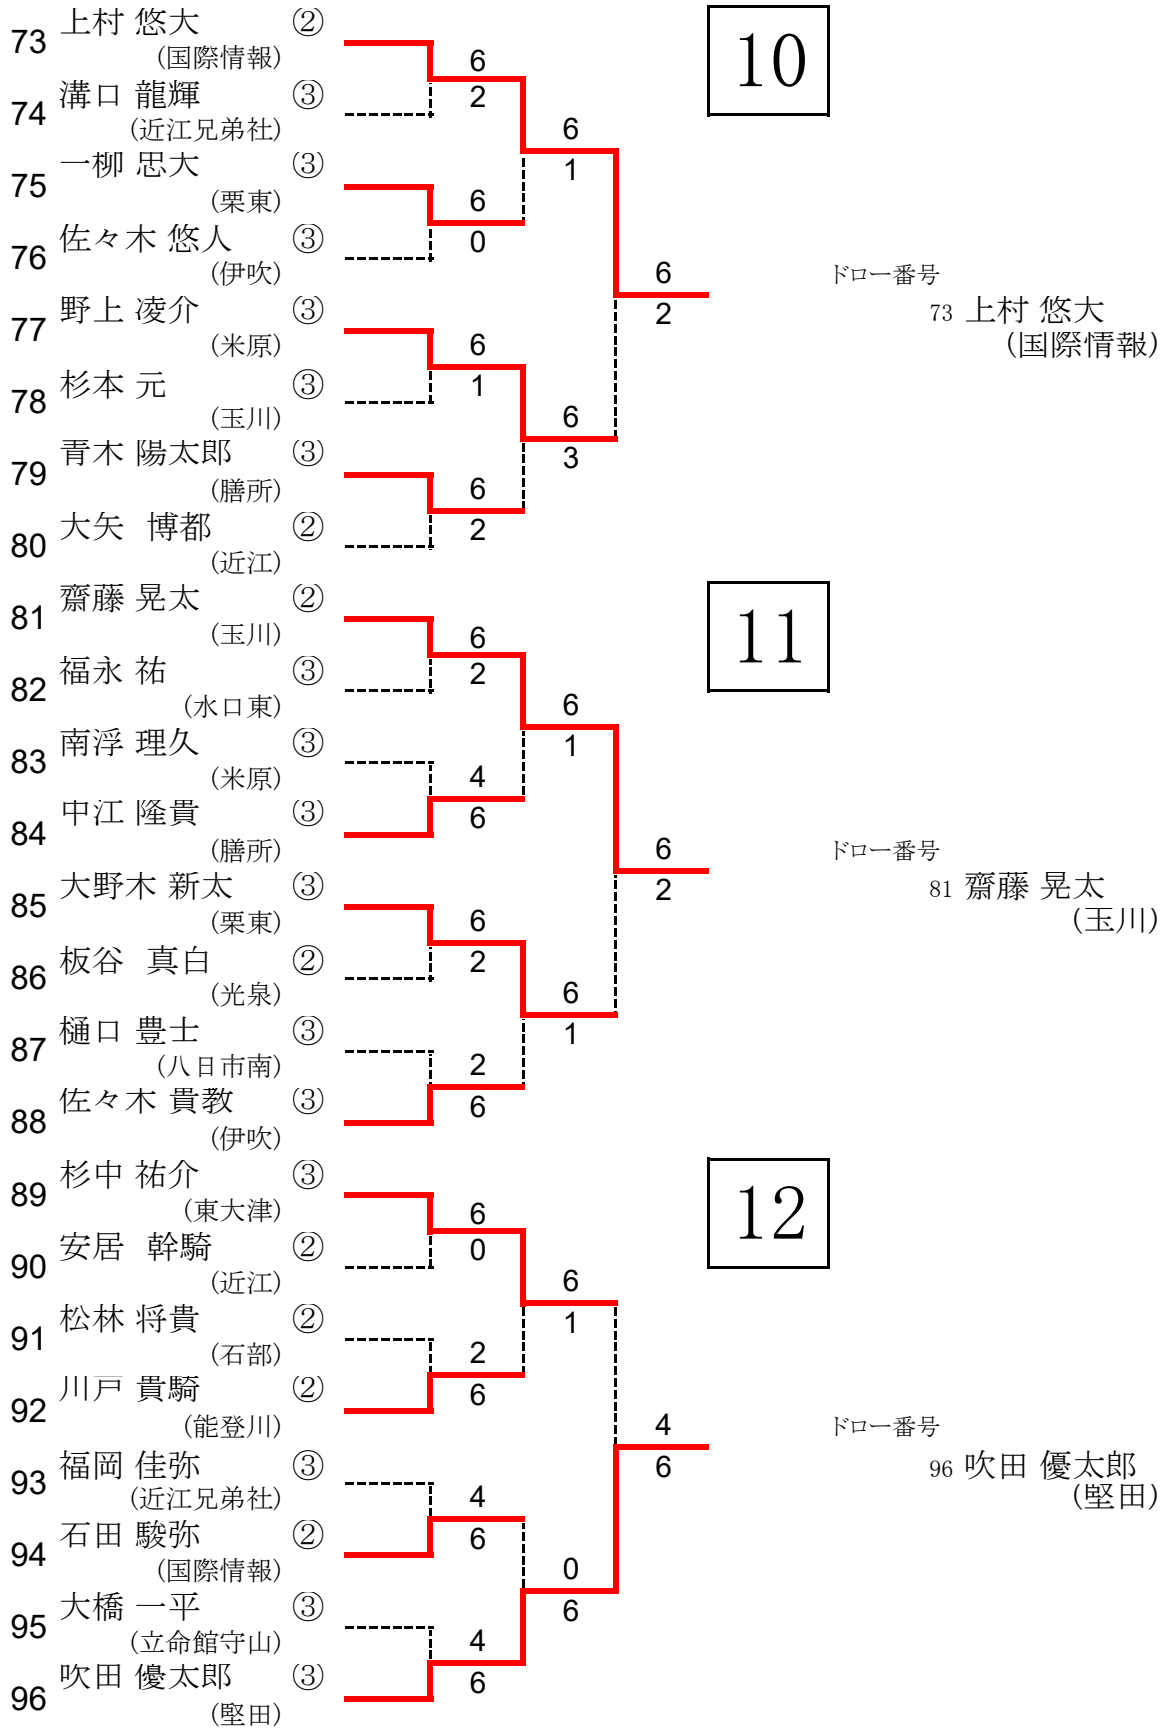 73 上村 悠大 ②
(国際情報)
74 溝口 龍輝 ③
(近江兄弟社)
75 一柳 忠大 ③
(栗東)
76 佐々木 悠人 ③
(伊吹)
77 野上 凌介 ③
(米原)
78 杉本 元 ③
(玉川)
79 青木 陽太郎 ③
(膳所)
80 大矢 博都 ②
(近江)
6
2
6
0
6
1
6
2
6
1
6
3
6
2
10
ドロー番号
73 上村 悠大
(国際情報)
81 齋藤 晃太 ②
(玉川)
82 福永 祐 ③
(水口東)
83 南浮 理久 ③
(米原)
84 中江 隆貴 ③
(膳所)
85 大野木 新太 ③
(栗東)
86 板谷 真白 ②
(光泉)
87 樋口 豊士 ③
(八日市南)
88 佐々木 貴教 ③
(伊吹)
6
2
4
6
6
2
2
6
6
1
6
1
6
2
11
ドロー番号
81 齋藤 晃太
(玉川)
89 杉中 祐介 ③
(東大津)
90 安居 幹騎 ②
(近江)
91 松林 将貴 ②
(石部)
92 川戸 貴騎 ②
(能登川)
93 福岡 佳弥 ③
(近江兄弟社)
94 石田 駿弥 ②
(国際情報)
95 大橋 一平 ③
(立命館守山)
96 吹田 優太郎 ③
(堅田)
6
0
2
6
4
6
4
6
6
1
0
6
4
6
12
ドロー番号
96 吹田 優太郎
(堅田)